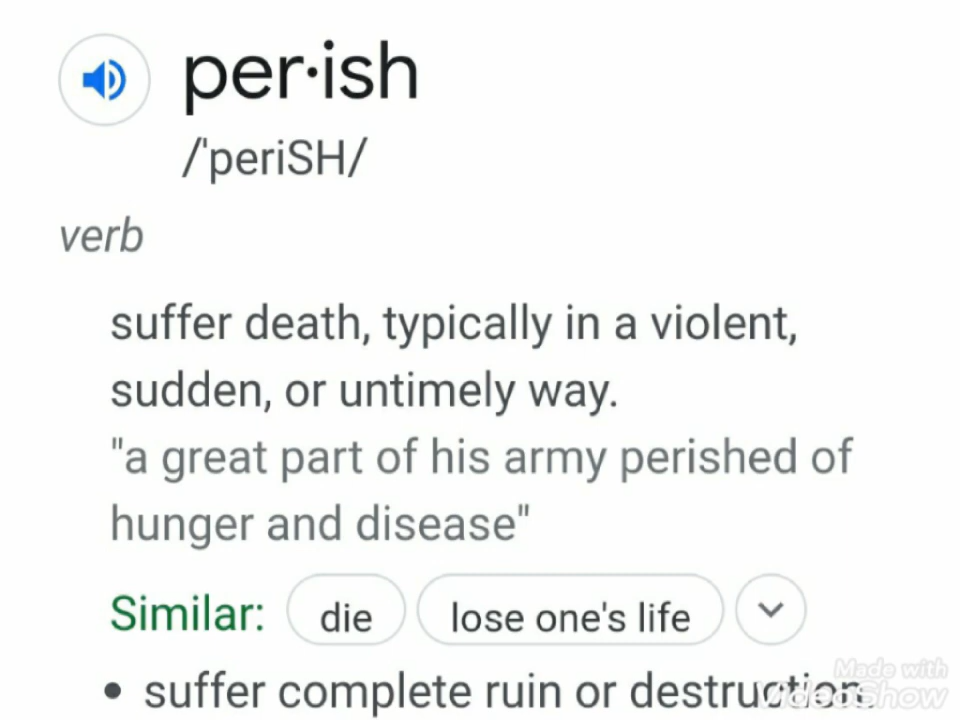 per·ish
/ˈperiSH/
verb
suffer death, typically in a violent,
sudden, or untimely way.
"a great part of his army perished of
hunger and disease"
Similar: die lose one's life
suffer complete ruin or destruction.
Made with
VideoShow